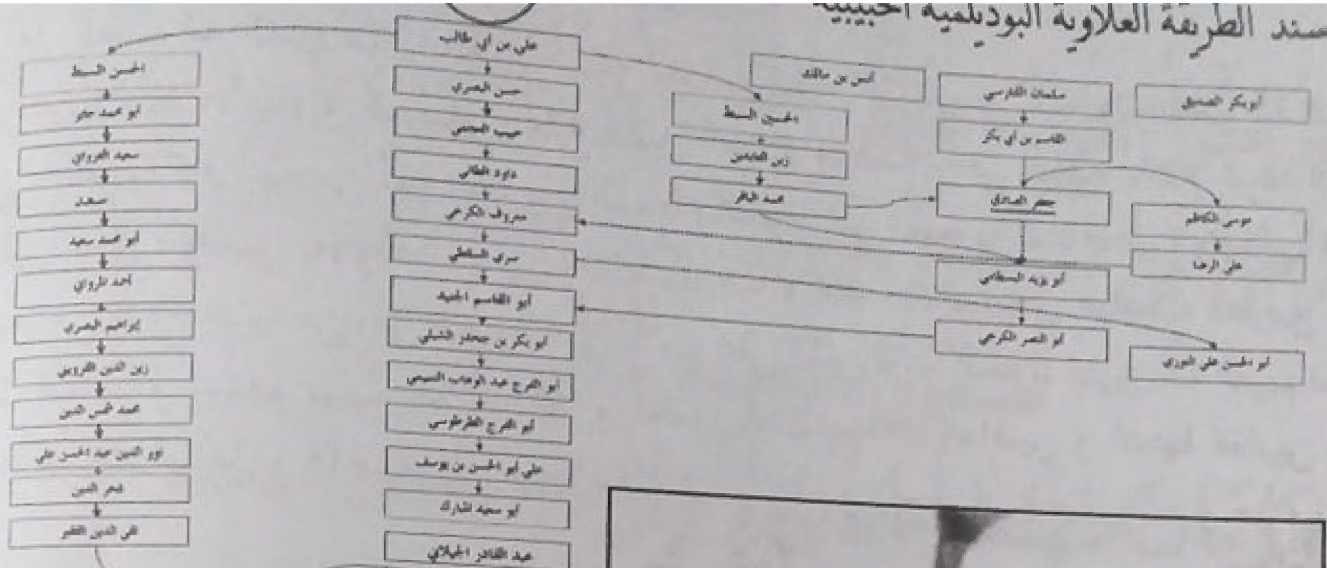 سند الطريقة العلاوية البوديلمية الحبيبية
أبو بكر الصديق
سلمان الفارسي
القاسم بن أبي بكر
جعفر الصادق
أبو يزيد البسطامي
أبو النصر الكرخي
موسى الكاظم
علي الرضا
أبو الحسن علي النوري
أنس بن مالك
الحسين السبط
زين العابدين
محمد الباقر
علي بن أبي طالب
حسن البصري
حبيب العجمي
داود الطائي
معروف الكرخي
سري السقطي
أبو القاسم الجنيد
أبو بكر بن جحدر الشبلي
أبو الفرج عبد الوهاب التميمي
أبو الفرج الطرطوسي
علي أبو الحسن بن يوسف
أبو سعيد المبارك
عبد القادر الجيلاني
الحسن السبط
أبو محمد جابر
سعيد الغزواني
سعد
أبو محمد سعيد
أحمد المرواني
إبراهيم البصري
زين الدين القزويني
محمد شمس الدين
نور الدين عبد الحسن علي
فخر الدين
تقي الدين الفقير